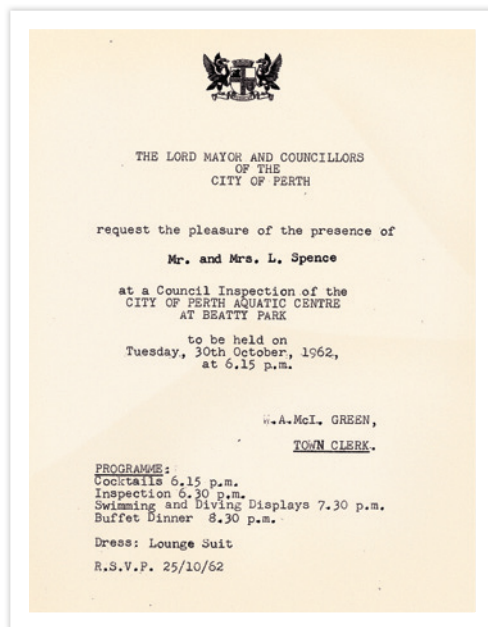 THE LORD MAYOR AND COUNCILLORS
OF THE
CITY OF PERTH
request the pleasure of the presence of
Mr. and Mrs. L. Spence
at a Council Inspection of the
CITY OF PERTH AQUATIC CENTRE
AT BEATTY PARK
to be held on
Tuesday, 30th October, 1962,
at 6.15 p.m.
W.A.McI. GREEN,
TOWN CLERK.
PROGRAMME:
Cocktails 6.15 p.m.
Inspection 6.30 p.m.
Swimming and Diving Displays 7.30 p.m.
Buffet Dinner 8.30 p.m.
Dress: Lounge Suit
R.S.V.P. 25/10/62